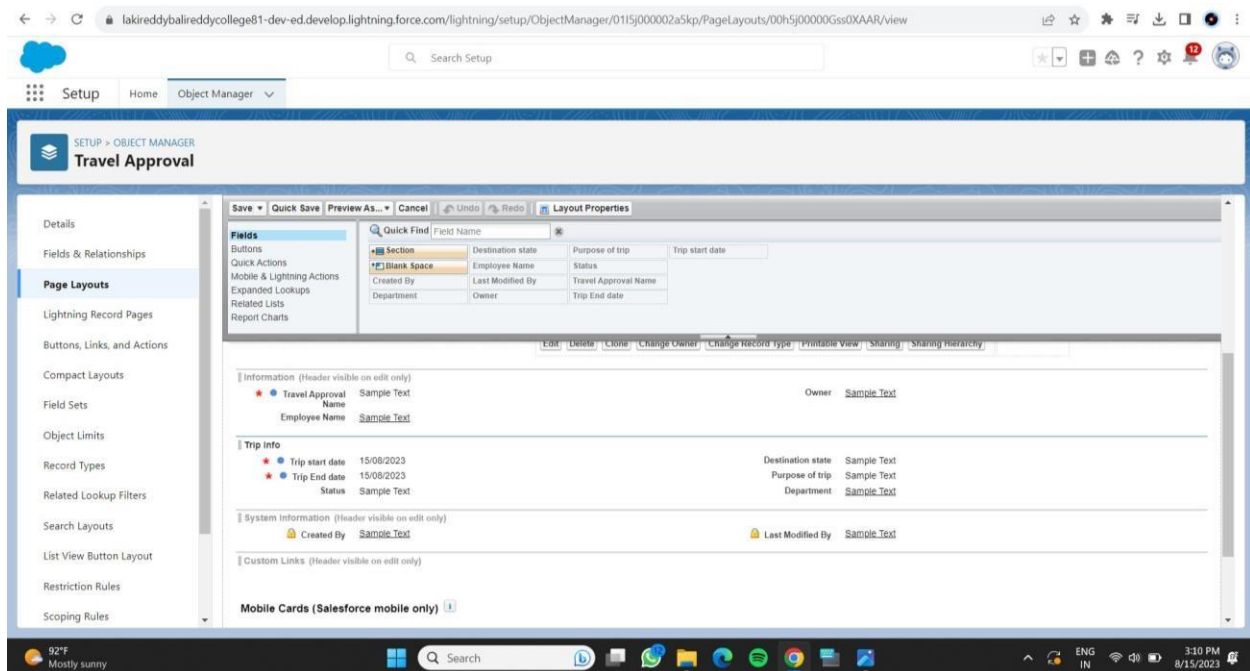 lakireddybalireddycollege81-dev-ed.develop.lightning.force.com/lightning/setup/ObjectManager/01I5j000002a5kp/PageLayouts/00h5j00000Gss0XAAR/view
Search Setup
12
Setup Home Object Manager
SETUP > OBJECT MANAGER
Travel Approval
Details
Fields & Relationships
Page Layouts
Lightning Record Pages
Buttons, Links, and Actions
Compact Layouts
Field Sets
Object Limits
Record Types
Related Lookup Filters
Search Layouts
List View Button Layout
Restriction Rules
Scoping Rules
Save Quick Save Preview As... Cancel Undo Redo Layout Properties
Fields
Buttons
Quick Actions
Mobile & Lightning Actions
Expanded Lookups
Related Lists
Report Charts
Quick Find Field Name
Section Destination state Purpose of trip Trip start date
Blank Space Employee Name Status
Created By Last Modified By Travel Approval Name
Department Owner Trip End date
Edit Delete Clone Change Owner Change Record Type Printable View Sharing Sharing Hierarchy
Information (Header visible on edit only)
Travel Approval Name Sample Text Owner Sample Text
Employee Name Sample Text
Trip Info
Trip start date 15/08/2023 Destination state Sample Text
Trip End date 15/08/2023 Purpose of trip Sample Text
Status Sample Text Department Sample Text
System Information (Header visible on edit only)
Created By Sample Text Last Modified By Sample Text
Custom Links (Header visible on edit only)
Mobile Cards (Salesforce mobile only) i
92°F
Mostly sunny
Search
ENG
IN
3:10 PM
8/15/2023